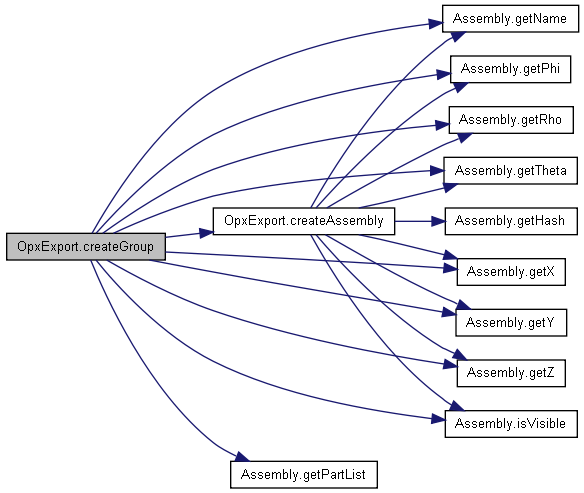 Assembly.getName
Assembly.getPhi
Assembly.getRho
Assembly.getTheta
OpxExport.createAssembly
Assembly.getHash
OpxExport.createGroup
Assembly.getX
Assembly.getY
Assembly.getZ
Assembly.isVisible
Assembly.getPartList